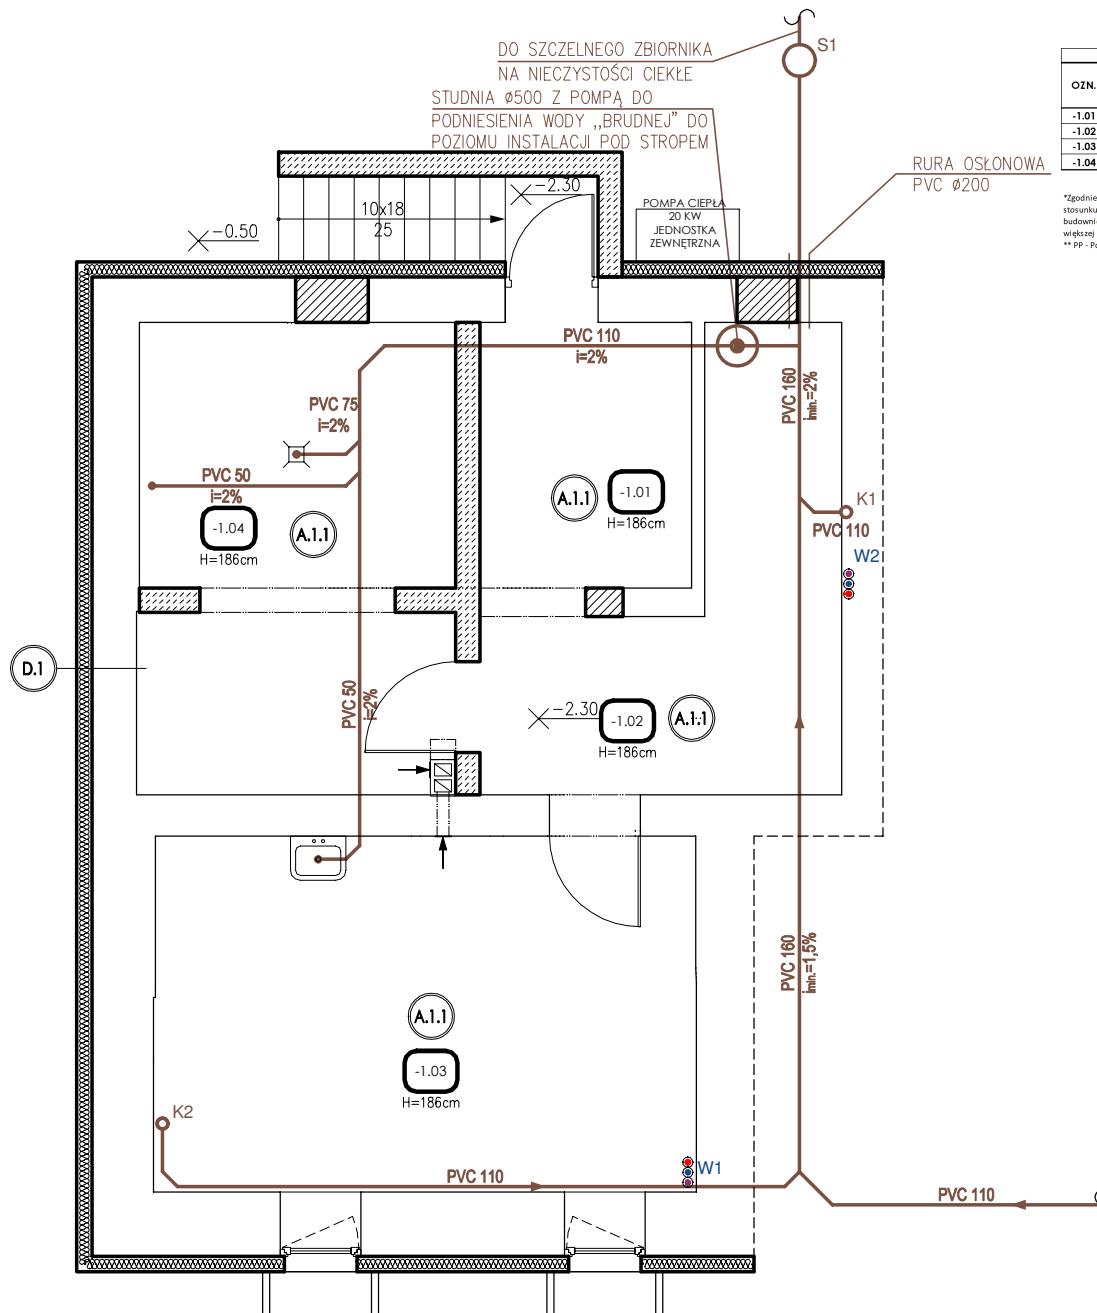 DO SZCZELNEGO ZBIORNIKA
NA NIECZYSTOŚCI CIEKŁE
S1
STUDNIA ø500 Z POMPĄ DO
PODNIESIENIA WODY „BRUDNEJ” DO
POZIOMU INSTALACJI POD STROPEM
OZN.
-1.01
-1.02
-1.03
-1.04
RURA OSŁONOWA
PVC ø200
*Zgodnie
stosunku
większej
-2.30
10x18
25
-0.50
POMPA CIEPŁA
20 KW
JEDNOSTKA
ZEWNĘTRZNA
PVC 110
i=2%
PVC 160
imin.=2%
PVC 75
i=2%
PVC 50
i=2%
-1.04
A.1.1
H=186cm
A.1.1
-1.01
H=186cm
K1
PVC 110
W2
D.1
PVC 50
i=2%
-2.30
-1.02
A.1.1
H=186cm
PVC 160
imin.=1,5%
A.1.1
-1.03
H=186cm
K2
W1
PVC 110
PVC 110